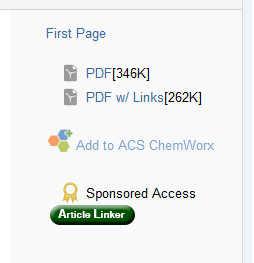 First Page
PDF[346K]
PDF w/ Links[262K]
Add to ACS ChemWorx
Sponsored Access
Article Linker